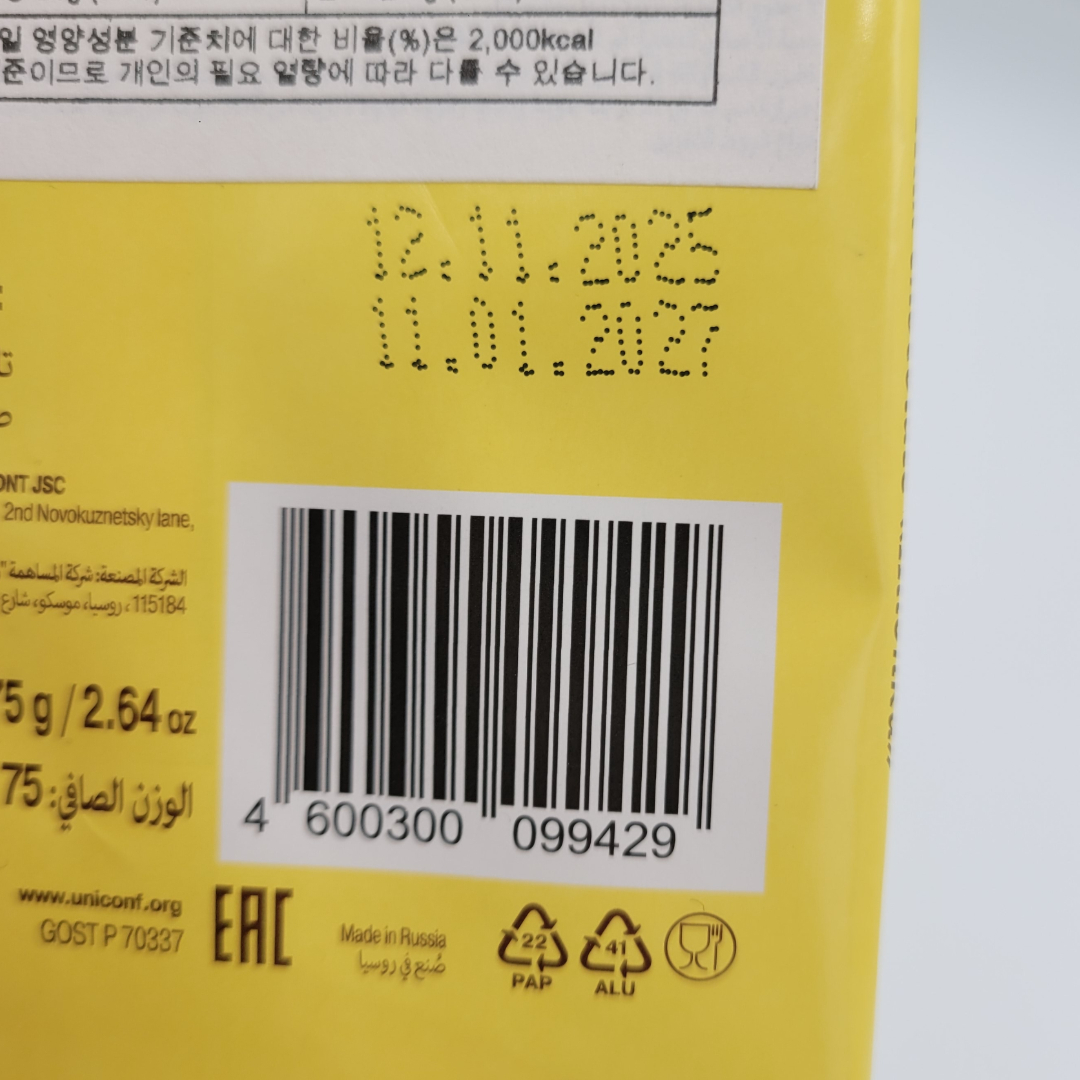 일 영양성분 기준치에 대한 비율(%)은 2,000kcal
준이므로 개인의 필요 열량에 따라 다를 수 있습니다.
12.11.2025
11.01.2027
ONT JSC
2nd Novokuznetsky lane,
الشركة المصنعة: شركة المساهمة "
115184، روسيا، موسكو، شارع
75 g / 2.64 oz
الوزن الصافي: 75
4 600300 099429
www.uniconf.org
GOST P 70337
EAC
Made in Russia
صُنع في روسيا
22
PAP
41
ALU